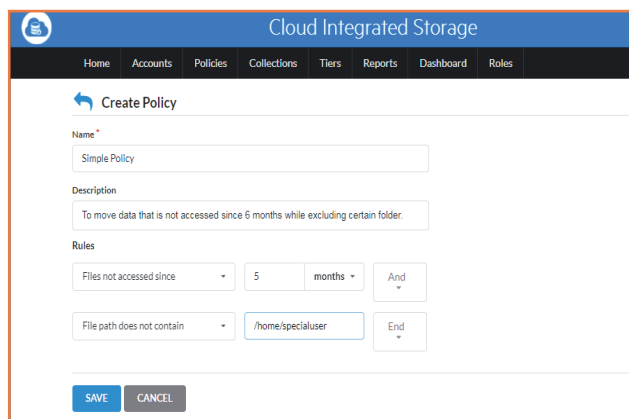 Cloud Integrated Storage
Home Accounts Policies Collections Tiers Reports Dashboard Roles
Create Policy
Name*
Simple Policy
Description
To move data that is not accessed since 6 months while excluding certain folder.
Rules
Files not accessed since 5 months And
File path does not contain /home/specialuser End
SAVE CANCEL